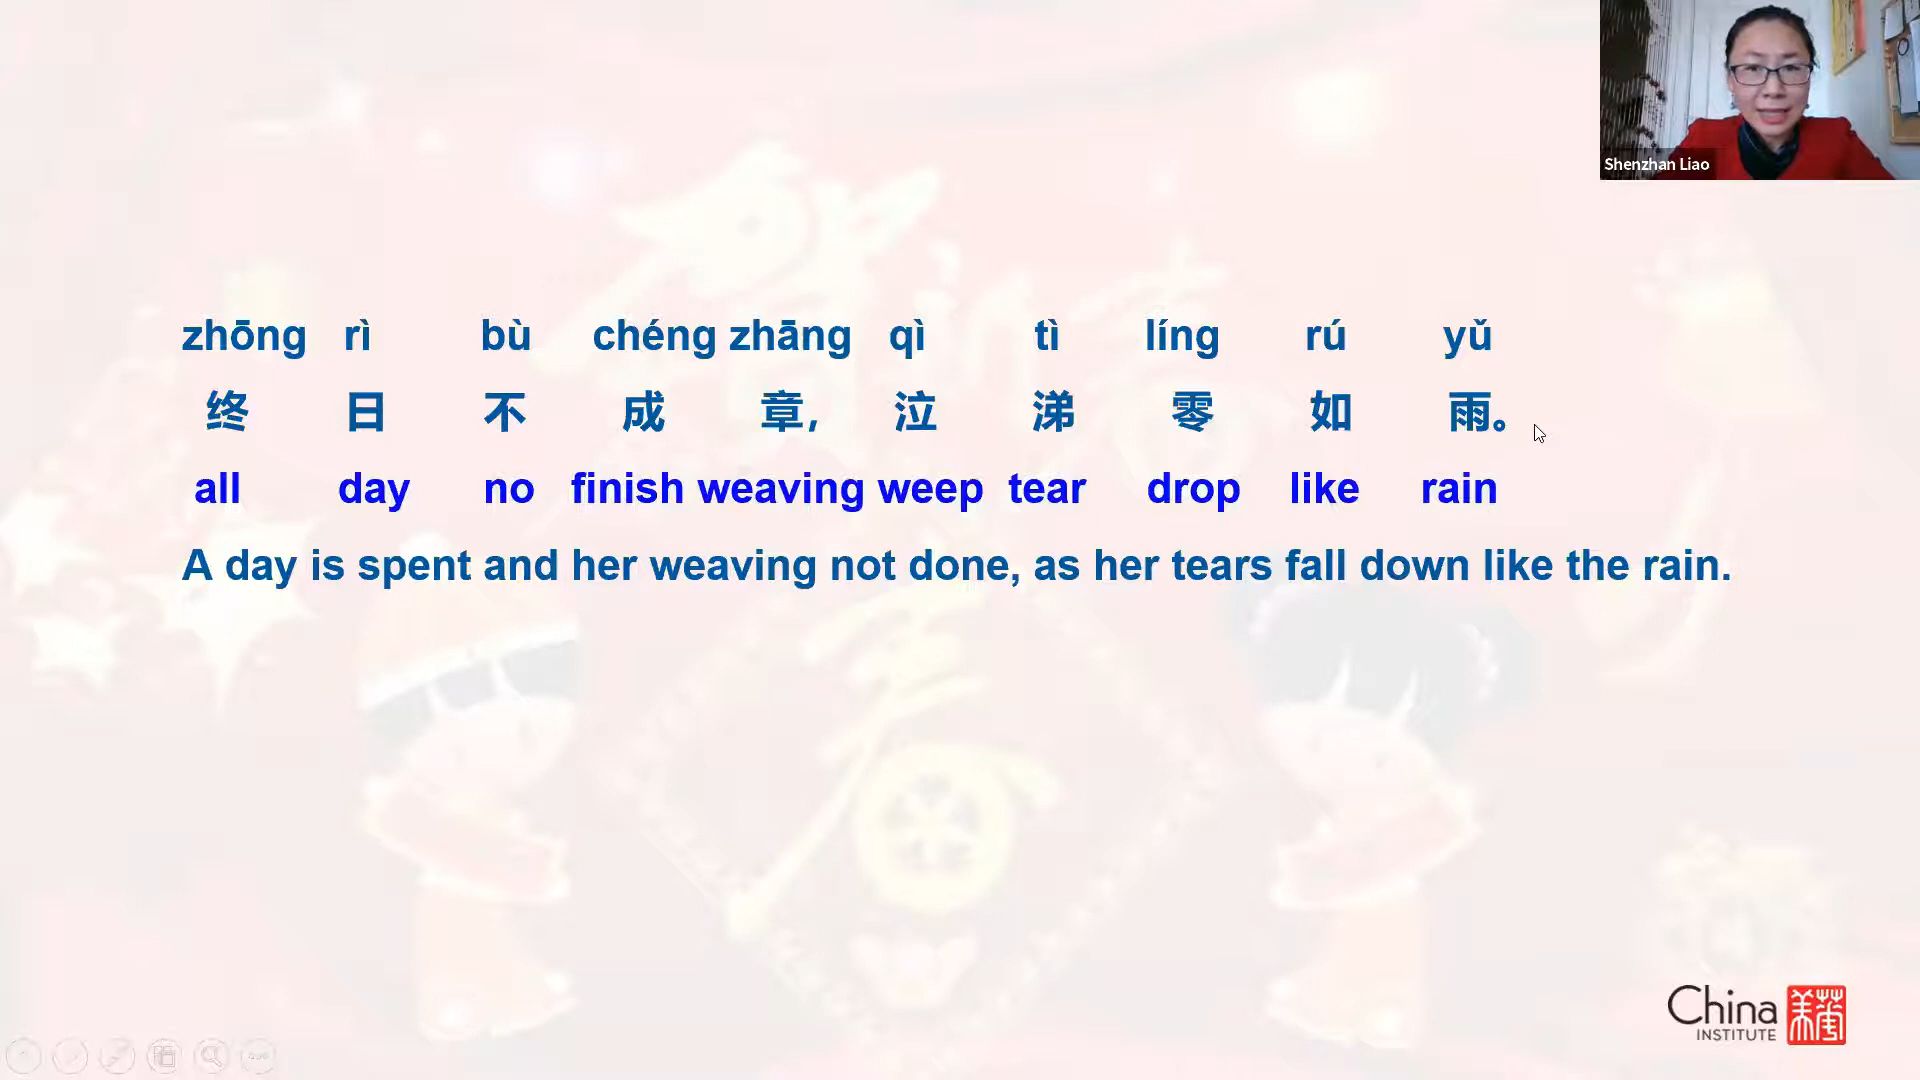 Shenzhan Liao
zhōng rì bù chéng zhāng qì tì líng rú yǔ
终 日 不 成 章, 泣 涕 零 如 雨。
all day no finish weaving weep tear drop like rain
A day is spent and her weaving not done, as her tears fall down like the rain.
China
INSTITUTE